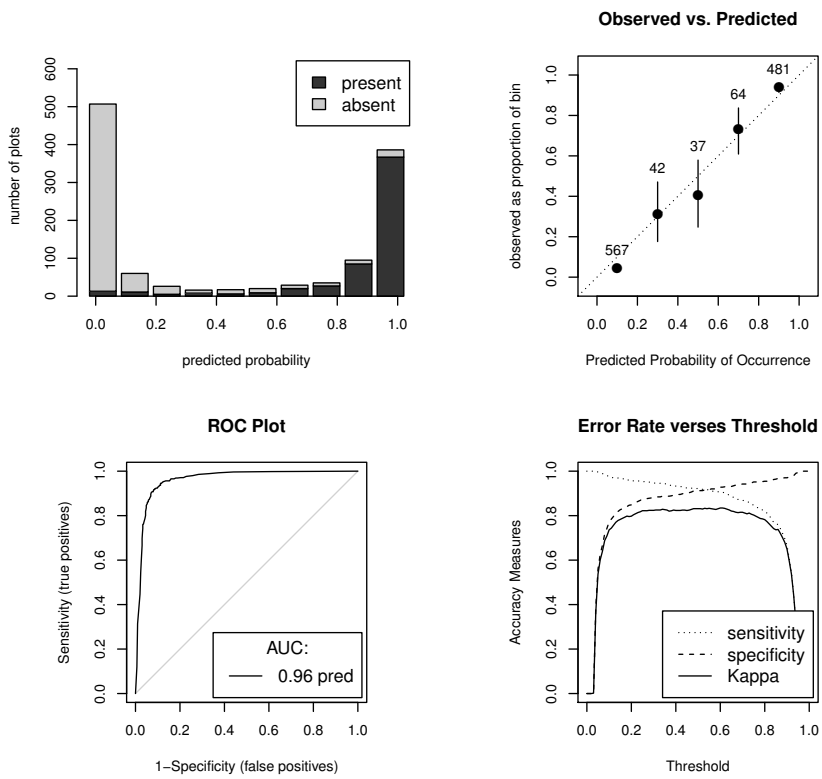 number of plots
0 100 200 300 400 500 600
present
absent
0.0 0.2 0.4 0.6 0.8 1.0
predicted probability
Observed vs. Predicted
observed as proportion of bin
0.0 0.2 0.4 0.6 0.8 1.0
567
42
37
64
481
0.0 0.2 0.4 0.6 0.8 1.0
Predicted Probability of Occurrence
ROC Plot
Sensitivity (true positives)
0.0 0.2 0.4 0.6 0.8 1.0
AUC:
0.96 pred
0.0 0.2 0.4 0.6 0.8 1.0
1−Specificity (false positives)
Error Rate verses Threshold
Accuracy Measures
0.0 0.2 0.4 0.6 0.8 1.0
sensitivity
specificity
Kappa
0.0 0.2 0.4 0.6 0.8 1.0
Threshold